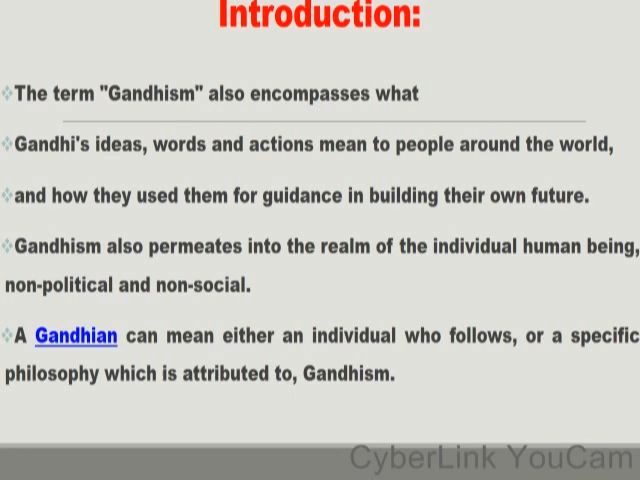 Introduction:
The term "Gandhism" also encompasses what
Gandhi's ideas, words and actions mean to people around the world,
and how they used them for guidance in building their own future.
Gandhism also permeates into the realm of the individual human being,
non-political and non-social.
A Gandhian can mean either an individual who follows, or a specific
philosophy which is attributed to, Gandhism.
CyberLink YouCam